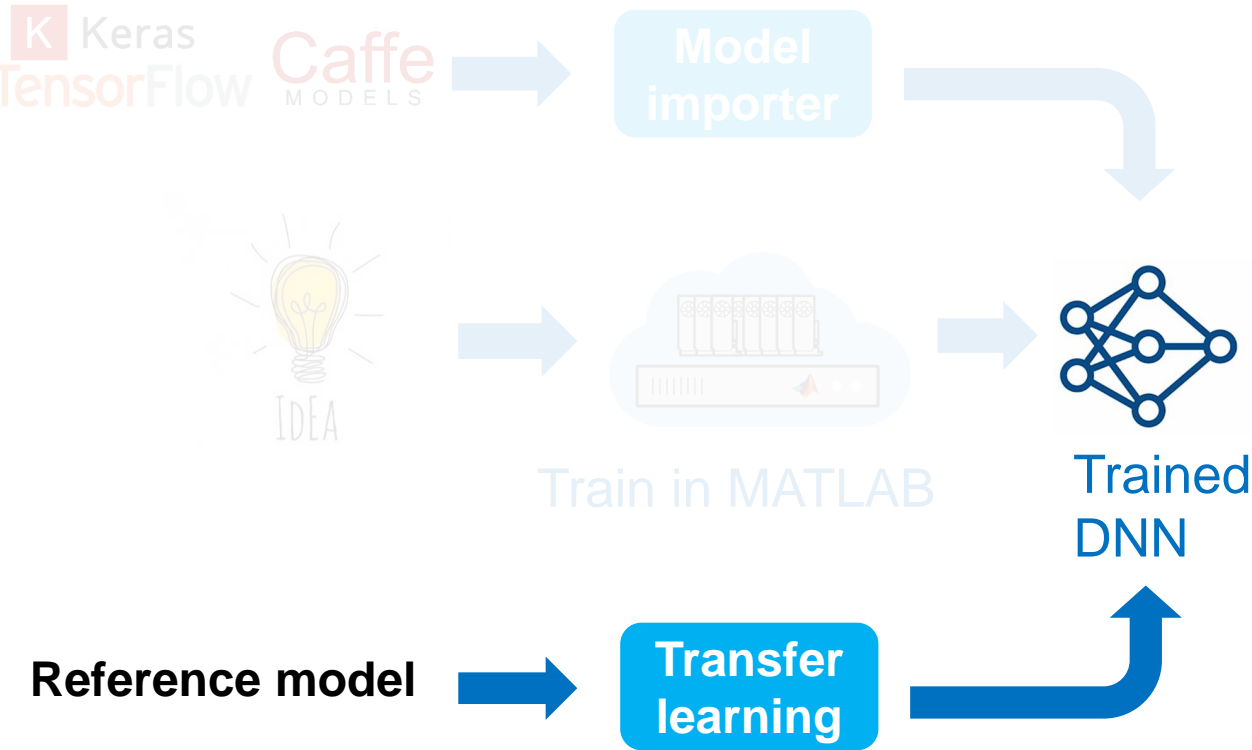 K Keras
TensorFlow
Caffe
MODELS
Model
importer
IdEA
Train in MATLAB
Trained
DNN
Reference model
Transfer
learning